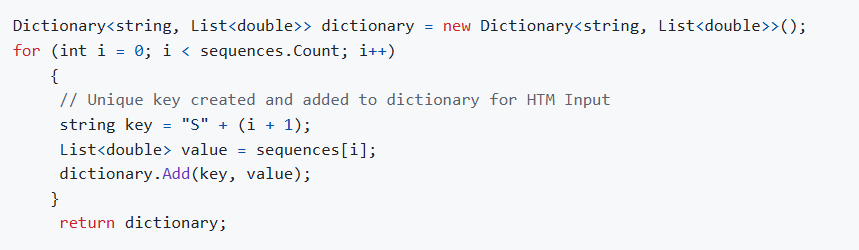 Dictionary<string, List<double>> dictionary = new Dictionary<string, List<double>>();
for (int i = 0; i < sequences.Count; i++)
{
// Unique key created and added to dictionary for HTM Input
string key = "S" + (i + 1);
List<double> value = sequences[i];
dictionary.Add(key, value);
}
return dictionary;